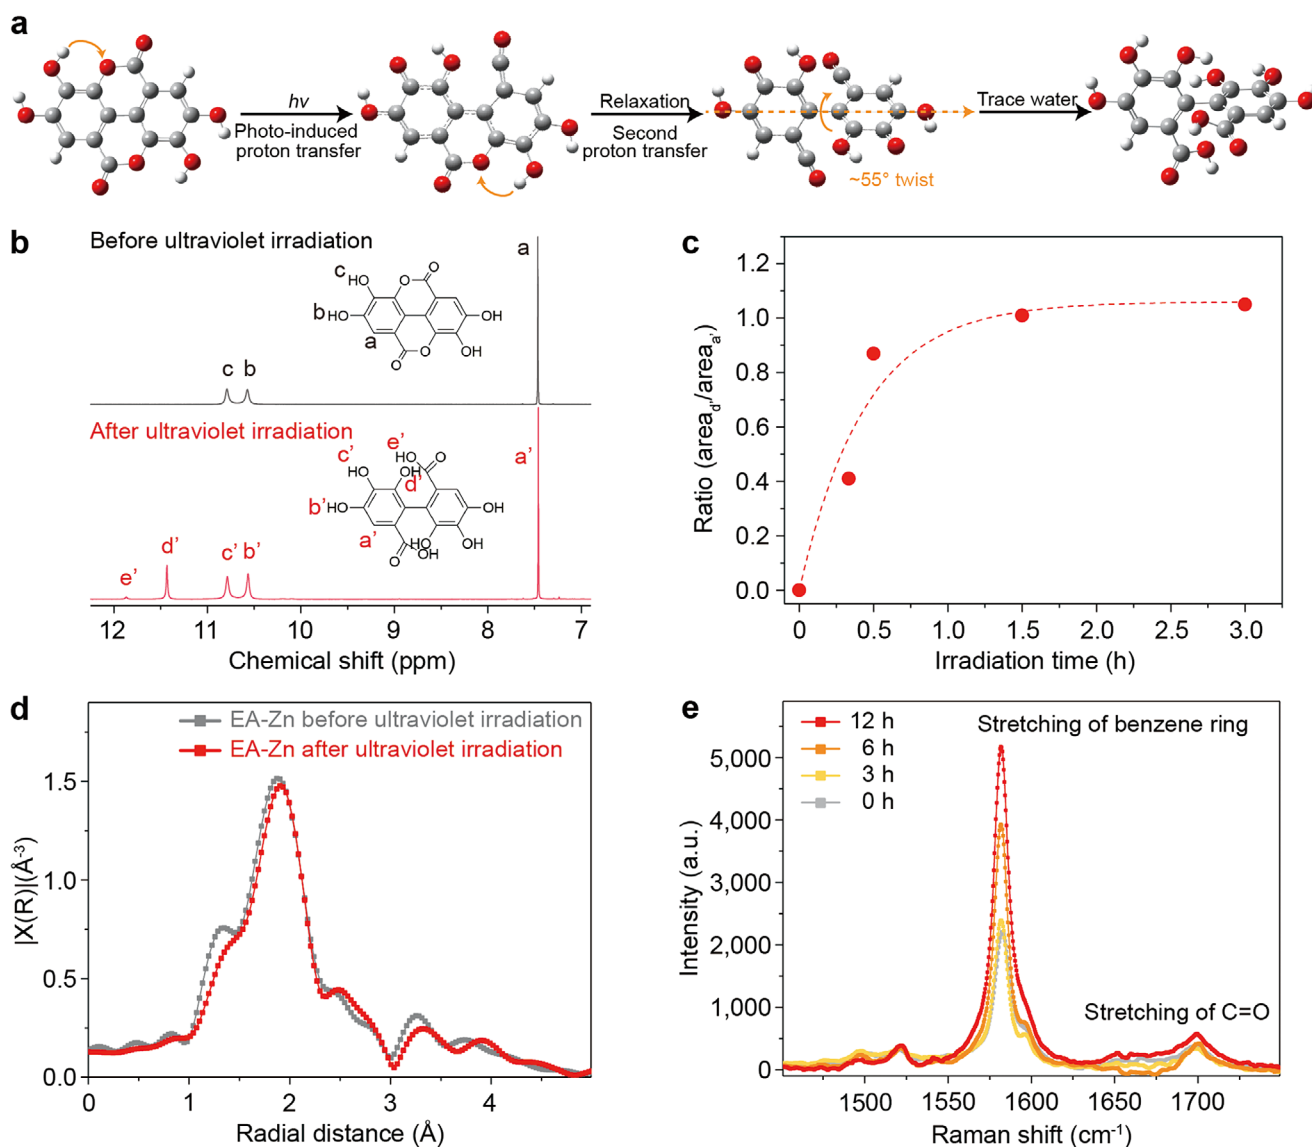 a
hv
Photo-induced
proton transfer
Relaxation
Second
proton transfer
~55° twist
Trace water
b
Before ultraviolet irradiation
a
c
HO
O
O
b
HO
OH
a
OH
O
O
c b
After ultraviolet irradiation
e'
HO
O
a'
c'
HO
OH
d'
b'
HO
OH
a'
O
OH
HO
OH
e'
d'
c'
b'
12
11
10
9
8
7
Chemical shift (ppm)
c
1.2
1.0
0.8
0.6
0.4
0.2
0.0
Ratio (area_d'/area_a')
0
0.5
1.0
1.5
2.0
2.5
3.0
Irradiation time (h)
d
EA-Zn before ultraviolet irradiation
EA-Zn after ultraviolet irradiation
1.5
1.0
0.5
0.0
|X(R)|(Å⁻³)
0
1
2
3
4
Radial distance (Å)
e
12 h
6 h
3 h
0 h
Stretching of benzene ring
Stretching of C=O
5,000
4,000
3,000
2,000
1,000
0
Intensity (a.u.)
1500
1550
1600
1650
1700
Raman shift (cm⁻¹)